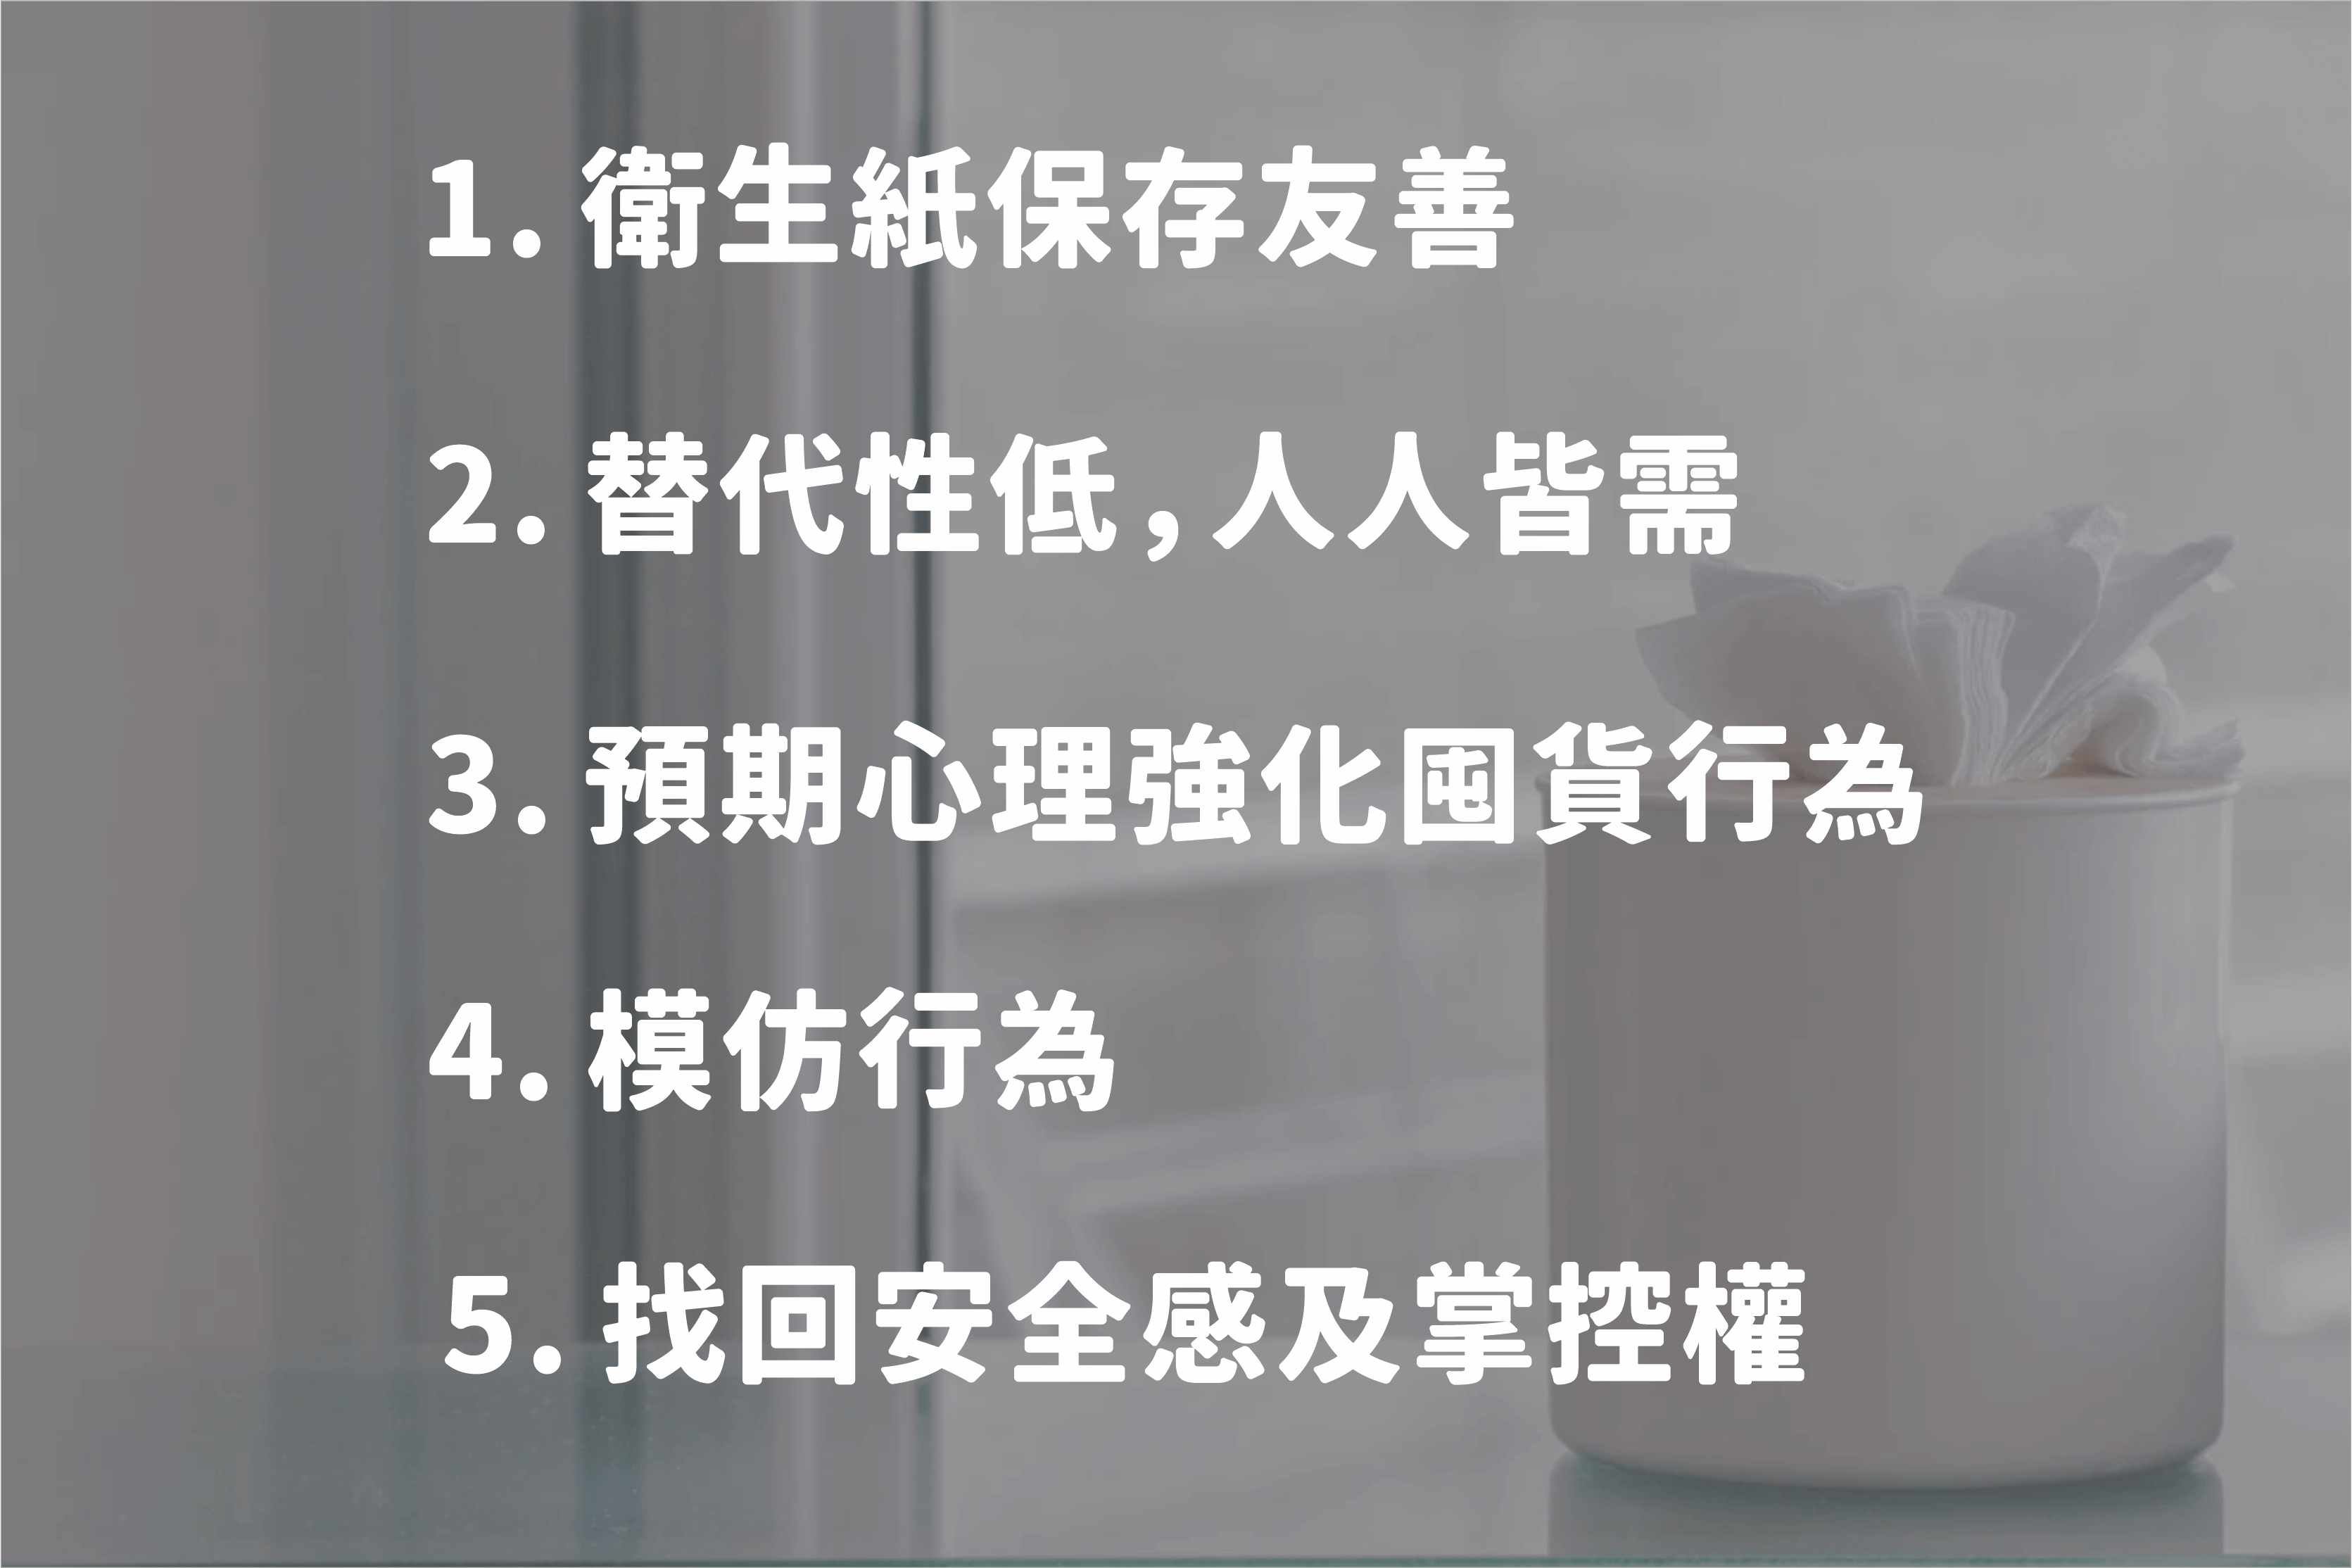 1. 衛生紙保存友善
2. 替代性低,人人皆需
3. 預期心理強化囤貨行為
4. 模仿行為
5. 找回安全感及掌控權